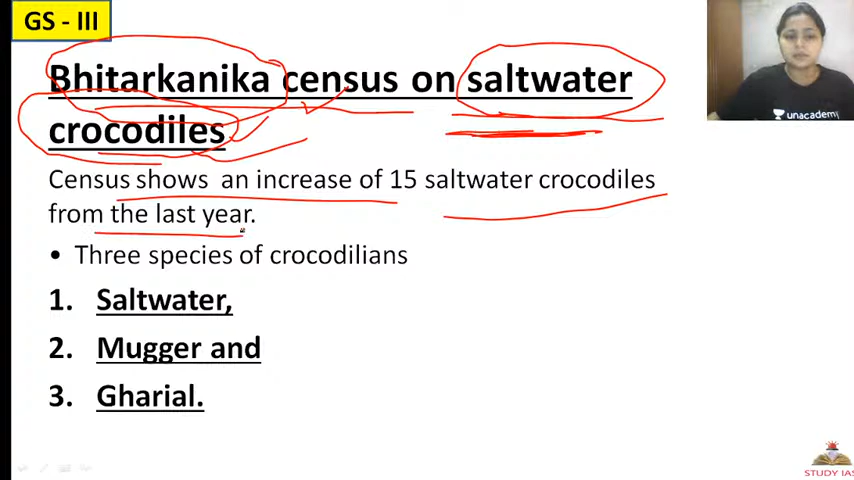 GS - III
Bhitarkanika census on saltwater
crocodiles
Census shows an increase of 15 saltwater crocodiles
from the last year.
• Three species of crocodilians
1. Saltwater,
2. Mugger and
3. Gharial.
unacademy
STUDY IAS